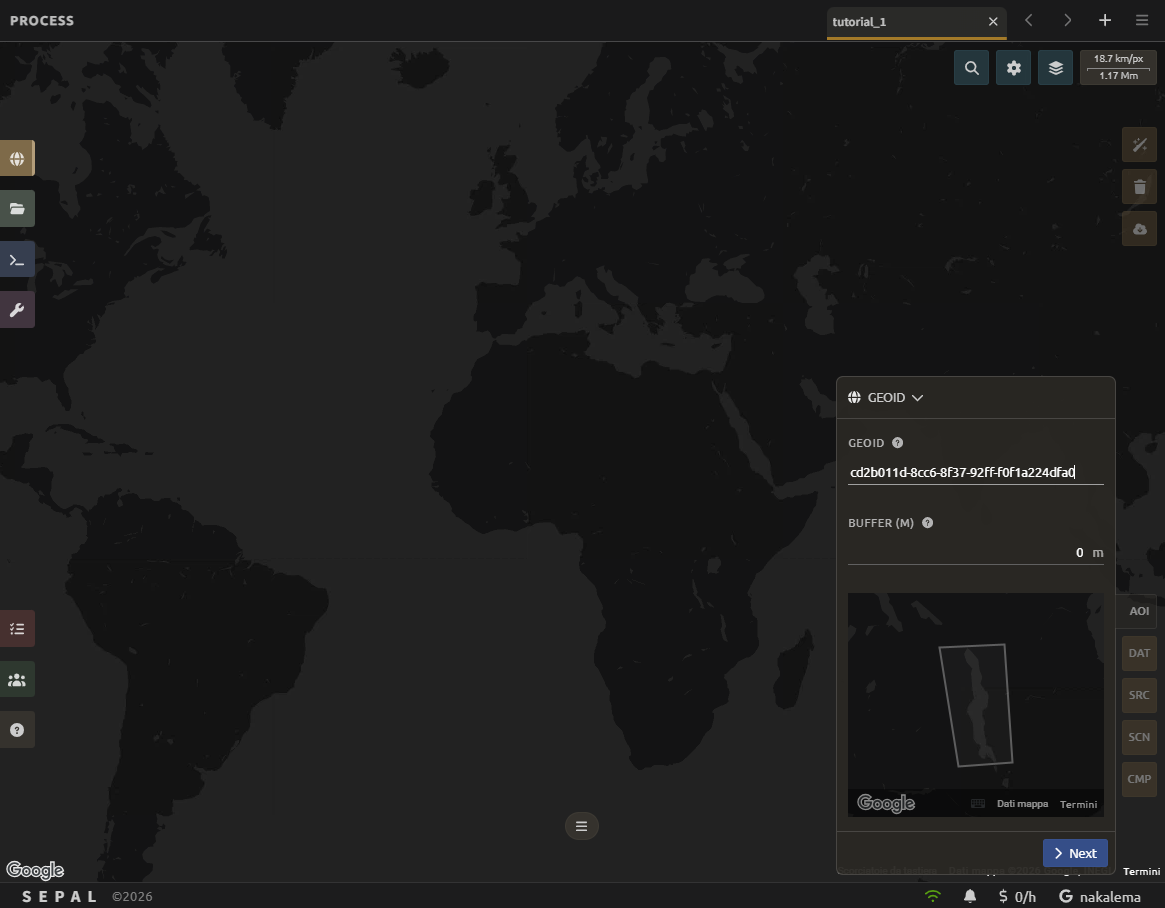 PROCESS
tutorial_1
18.7 km/px
1.17 Mm
GEOID
GEOID
cd2b011d-8cc6-8f37-92ff-f0f1a224dfa0
BUFFER (M)
0 m
AOI
DAT
SRC
SCN
CMP
Google
Dati mappa
Termini
Next
Google
Termini
SEPAL ©2026
$ 0/h
nakalema